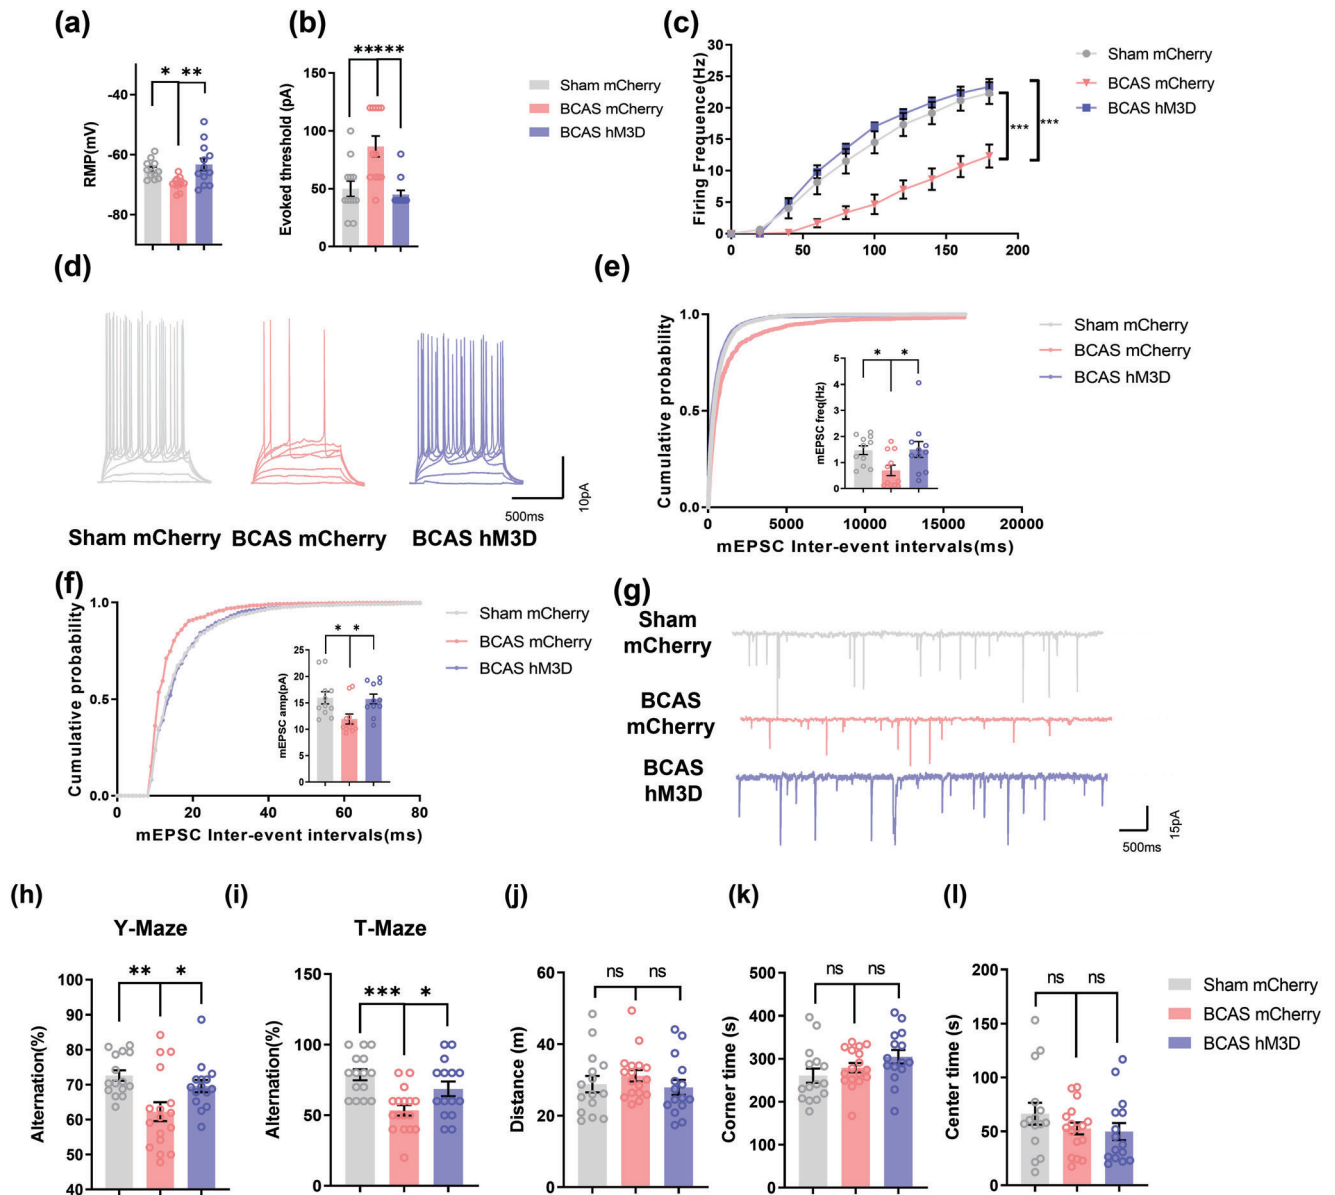 (a)
(b)
(c)
* **
*****
RMP(mV)
-40
-60
-80
Evoked threshold (pA)
150
100
50
0
Sham mCherry
BCAS mCherry
BCAS hM3D
Firing Frequency(Hz)
30
25
20
15
10
5
0
0 50 100 150 200
Sham mCherry
BCAS mCherry
BCAS hM3D
***
***
(d)
500ms
10pA
Sham mCherry BCAS mCherry BCAS hM3D
(e)
Cumulative probability
1.0
0.5
0.0
0 5000 10000 15000 20000
mEPSC Inter-event intervals(ms)
mEPSC freq(Hz)
5
4
3
2
1
0
* *
Sham mCherry
BCAS mCherry
BCAS hM3D
(f)
Cumulative probability
1.0
0.5
0.0
0 20 40 60 80
mEPSC Inter-event intervals(ms)
mEPSC amp(pA)
25
20
15
10
5
0
* *
Sham mCherry
BCAS mCherry
BCAS hM3D
(g)
Sham
mCherry
BCAS
mCherry
BCAS
hM3D
500ms
15pA
(h)
Y-Maze
Alternation(%)
100
90
80
70
60
50
40
** *
(i)
T-Maze
Alternation(%)
150
100
50
0
*** *
(j)
Distance (m)
60
40
20
0
ns ns
(k)
Corner time (s)
500
400
300
200
100
0
ns ns
(l)
Center time (s)
200
150
100
50
0
ns ns
Sham mCherry
BCAS mCherry
BCAS hM3D